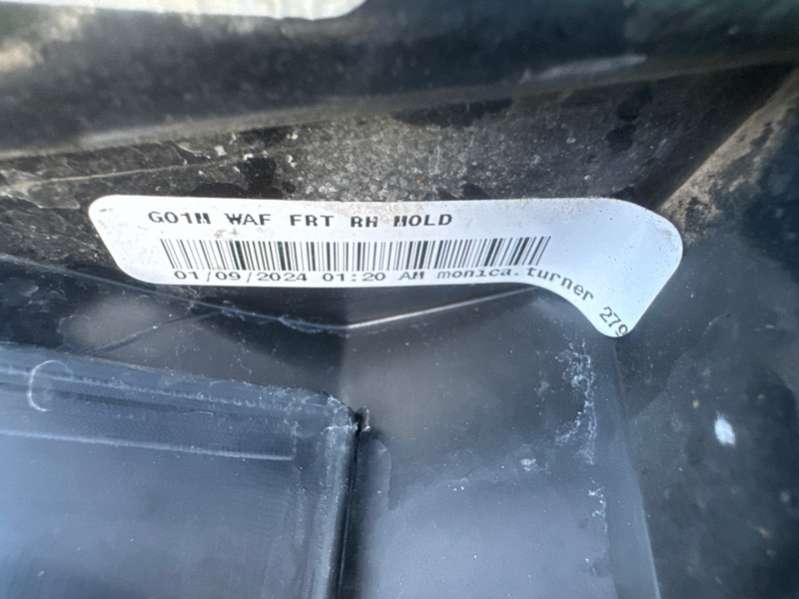 G01N WAF FRT RH MOLD
01/09/2024 01:20 AM monica.turner 279